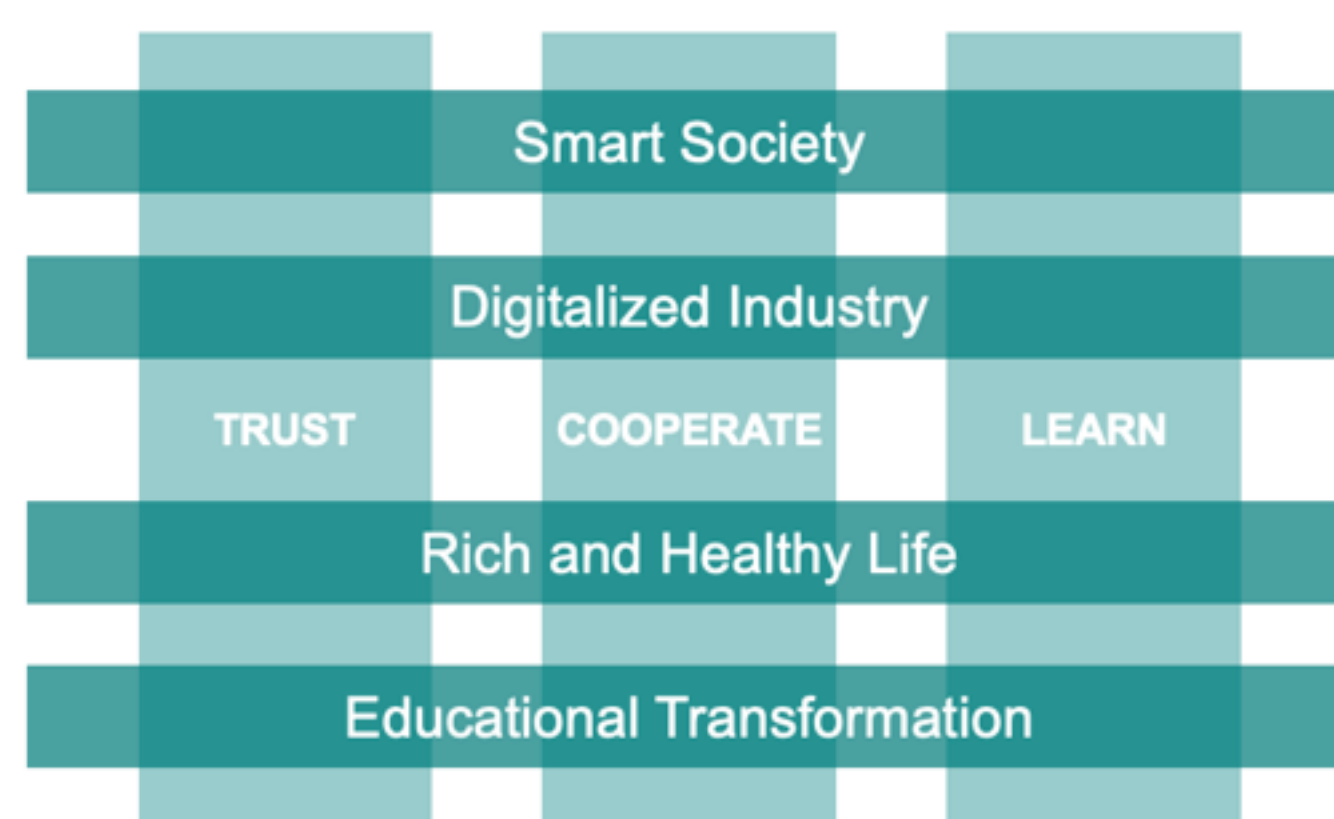 Smart Society
Digitalized Industry
TRUST COOPERATE LEARN
Rich and Healthy Life
Educational Transformation